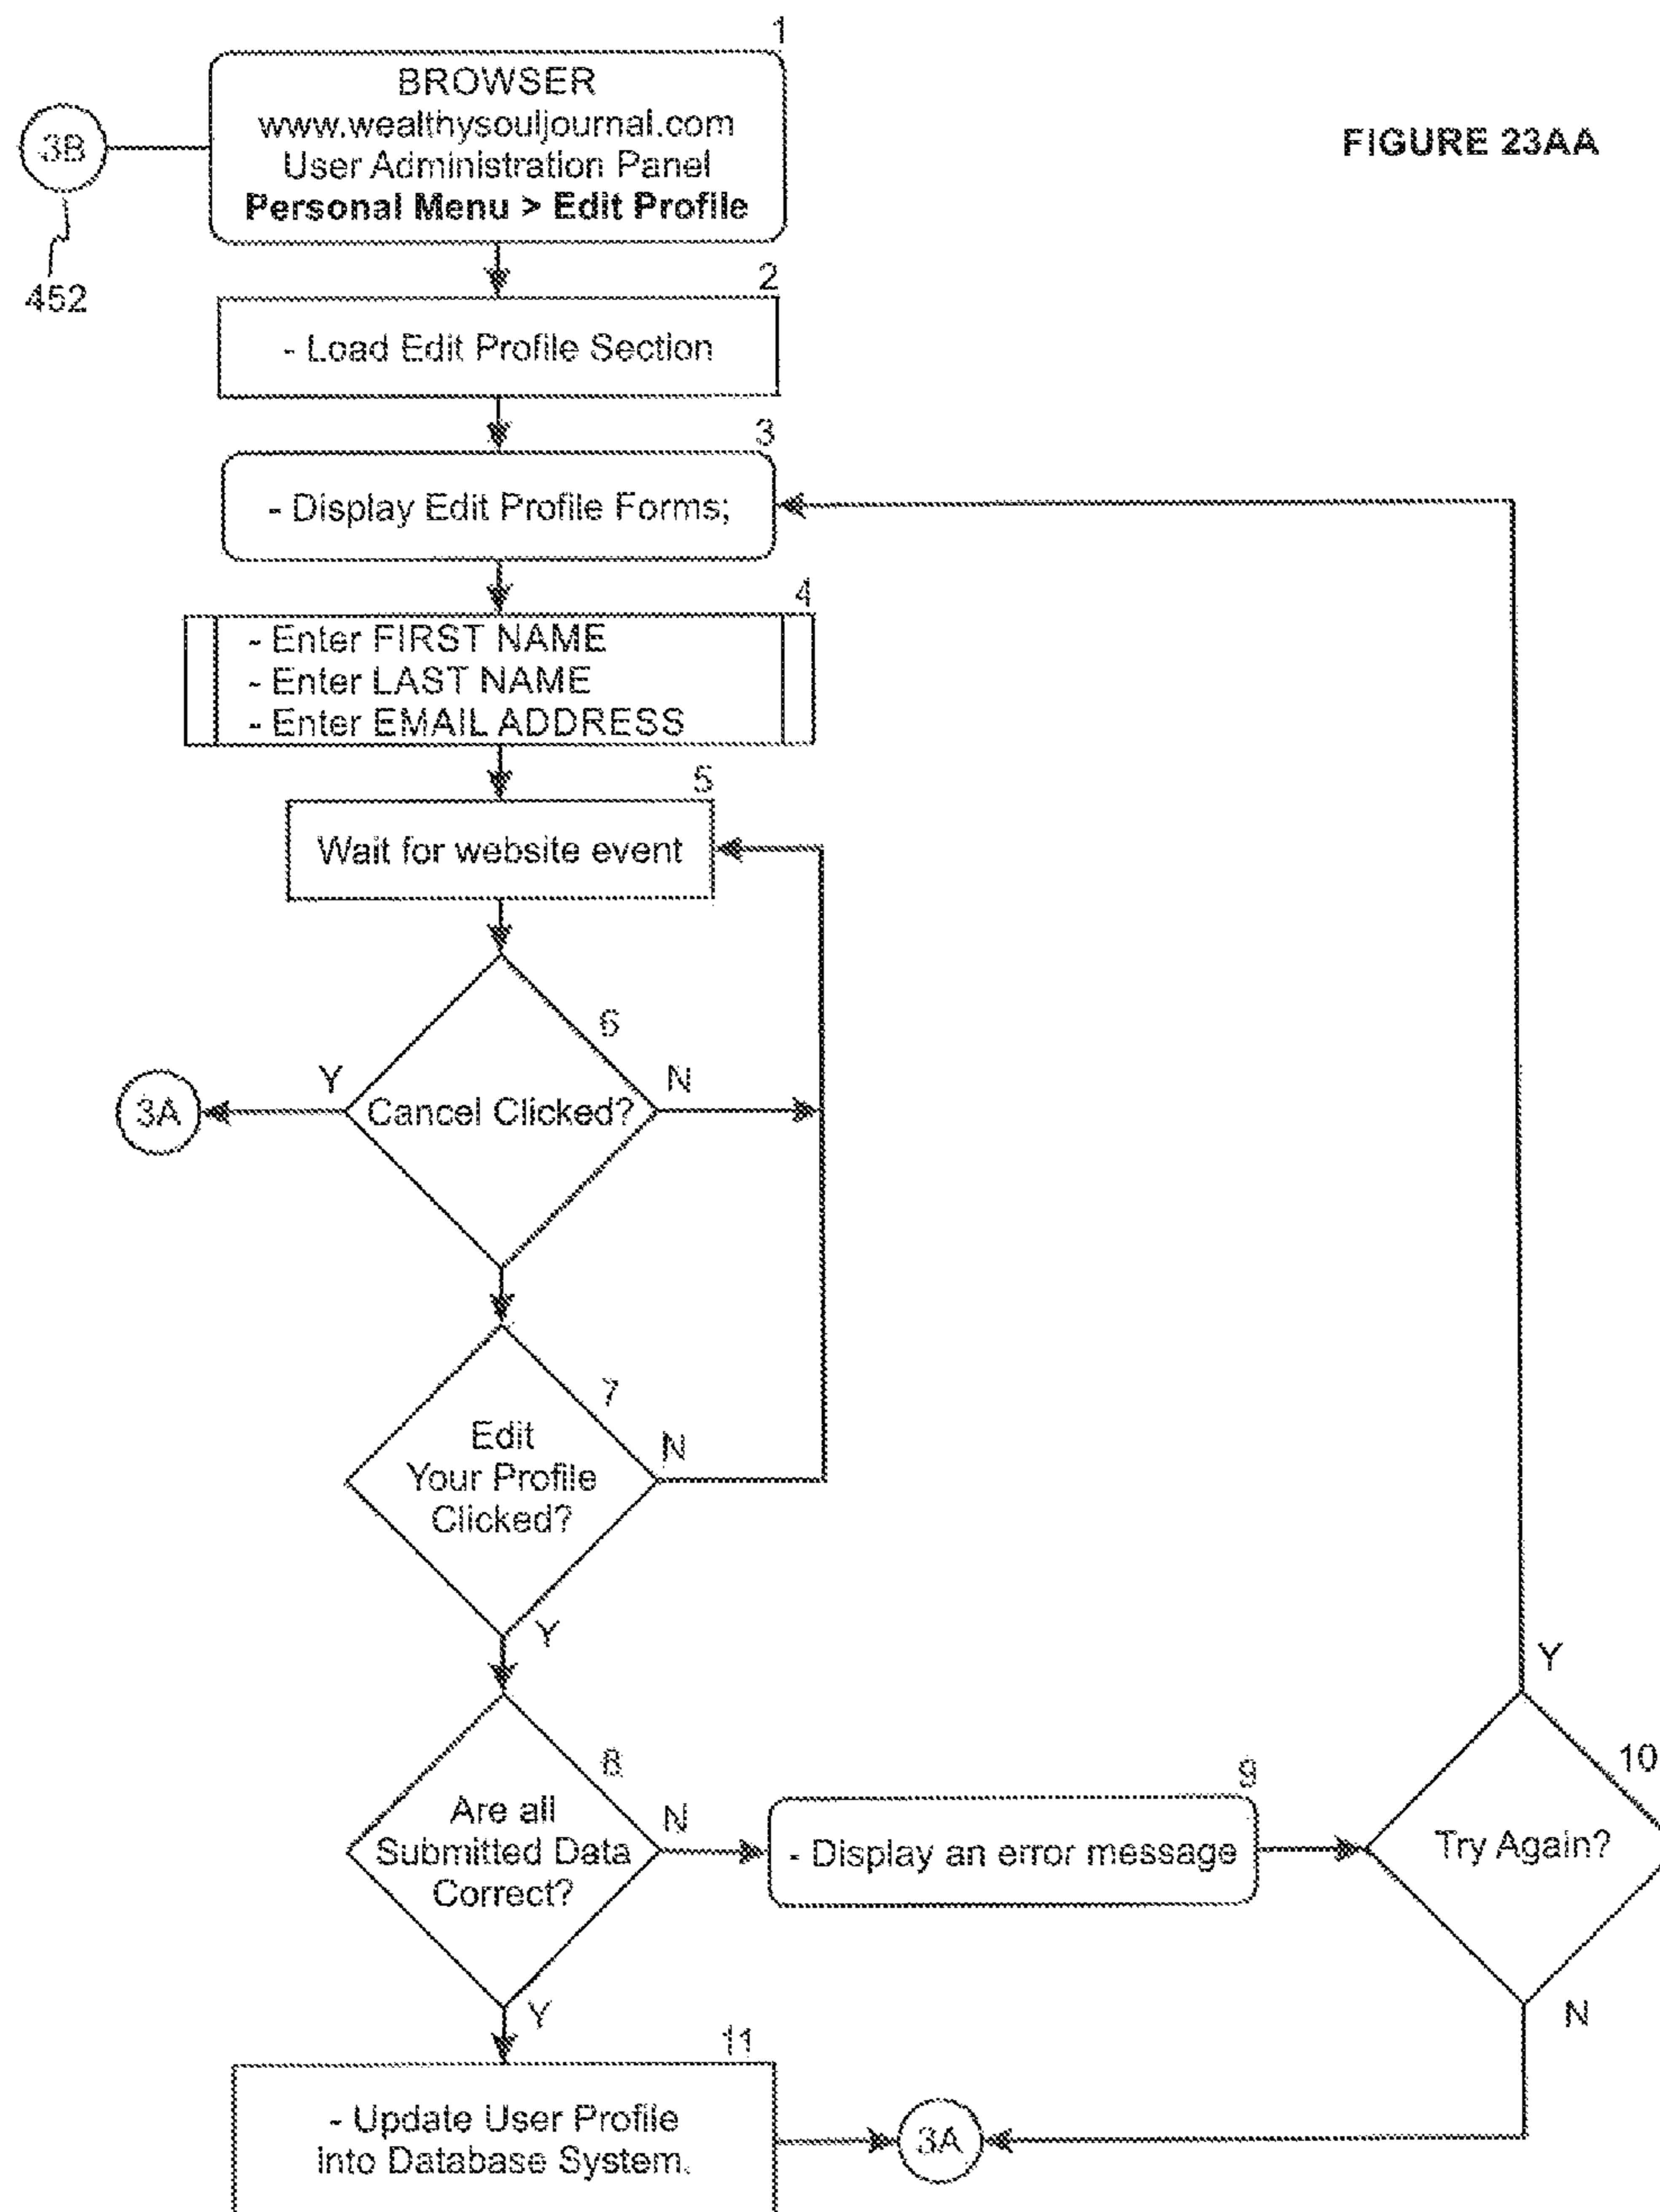 FIGURE 23AA
3B
452
1
BROWSER
www.wealthysouljournal.com
User Administration Panel
Personal Menu > Edit Profile
2
- Load Edit Profile Section
3
- Display Edit Profile Forms;
4
- Enter FIRST NAME
- Enter LAST NAME
- Enter EMAIL ADDRESS
5
Wait for website event
6
Y
N
3A
Cancel Clicked?
7
Edit
Your Profile
Clicked?
N
Y
8
Are all
Submitted Data
Correct?
N
Y
9
- Display an error message
10
Try Again?
Y
N
11
- Update User Profile
into Database System.
3A